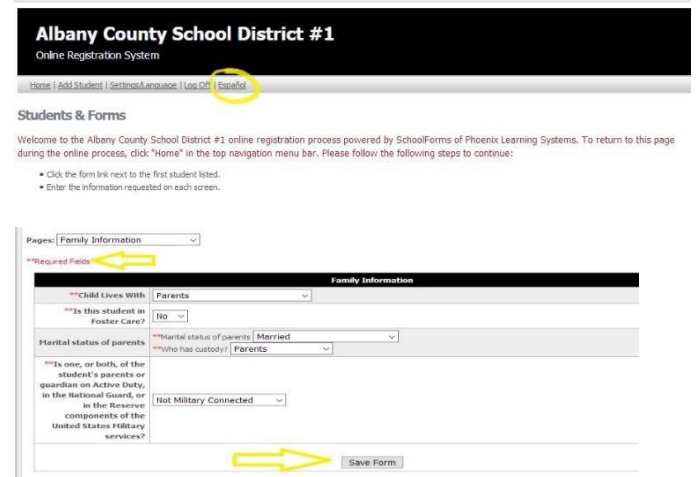 Albany County School District #1
Online Registration System
Home | Add Student | Settings/Language | Log Off | Español
Students & Forms
Welcome to the Albany County School District #1 online registration process powered by SchoolForms of Phoenix Learning Systems. To return to this page
during the online process, click "Home" in the top navigation menu bar. Please follow the following steps to continue:
▪ Click the form link next to the first student listed.
▪ Enter the information requested on each screen.
Pages: Family Information
**Required Fields
Family Information
**Child Lives With Parents
**Is this student in
Foster Care? No
Marital status of parents **Marital status of parents Married
**Who has custody? Parents
**Is one, or both, of the
student's parents or
guardian on Active Duty,
in the National Guard, or
in the Reserve
components of the
United States Military
services? Not Military Connected
Save Form